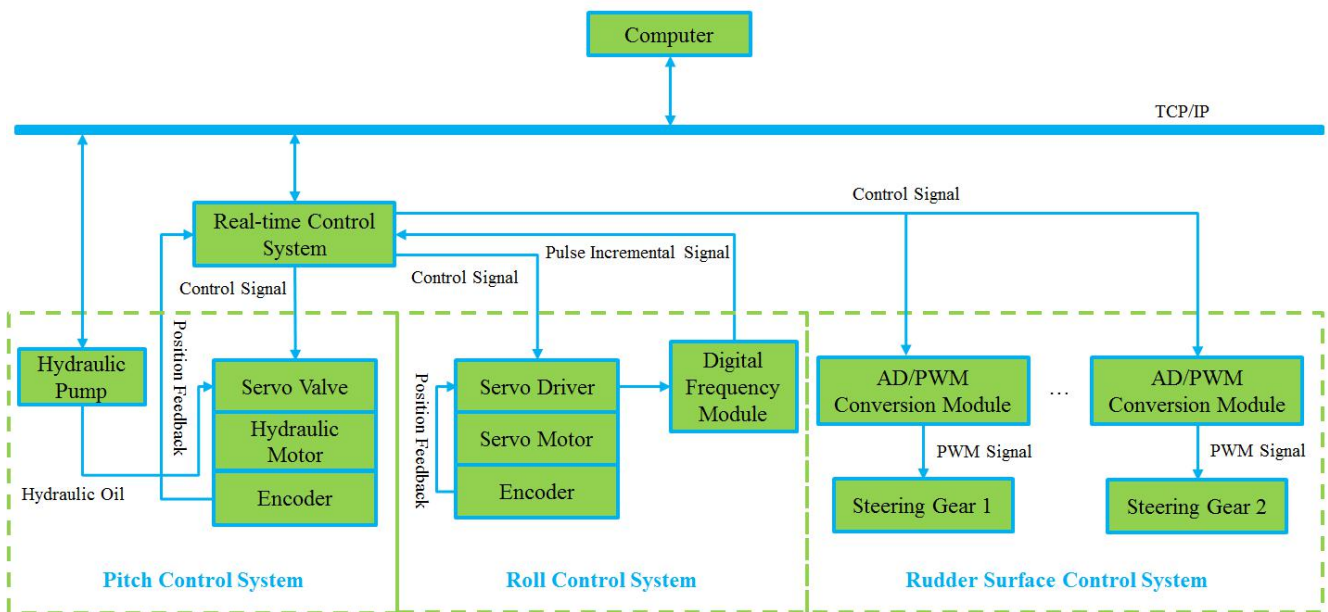 Computer
TCP/IP
Control Signal
Real-time Control
System
Pulse Incremental Signal
Control Signal
Control Signal
Position Feedback
Hydraulic
Pump
Servo Valve
Hydraulic
Motor
Encoder
Hydraulic Oil
Pitch Control System
Position Feedback
Servo Driver
Servo Motor
Encoder
Digital
Frequency
Module
Roll Control System
AD/PWM
Conversion Module
…
AD/PWM
Conversion Module
PWM Signal
PWM Signal
Steering Gear 1
Steering Gear 2
Rudder Surface Control System